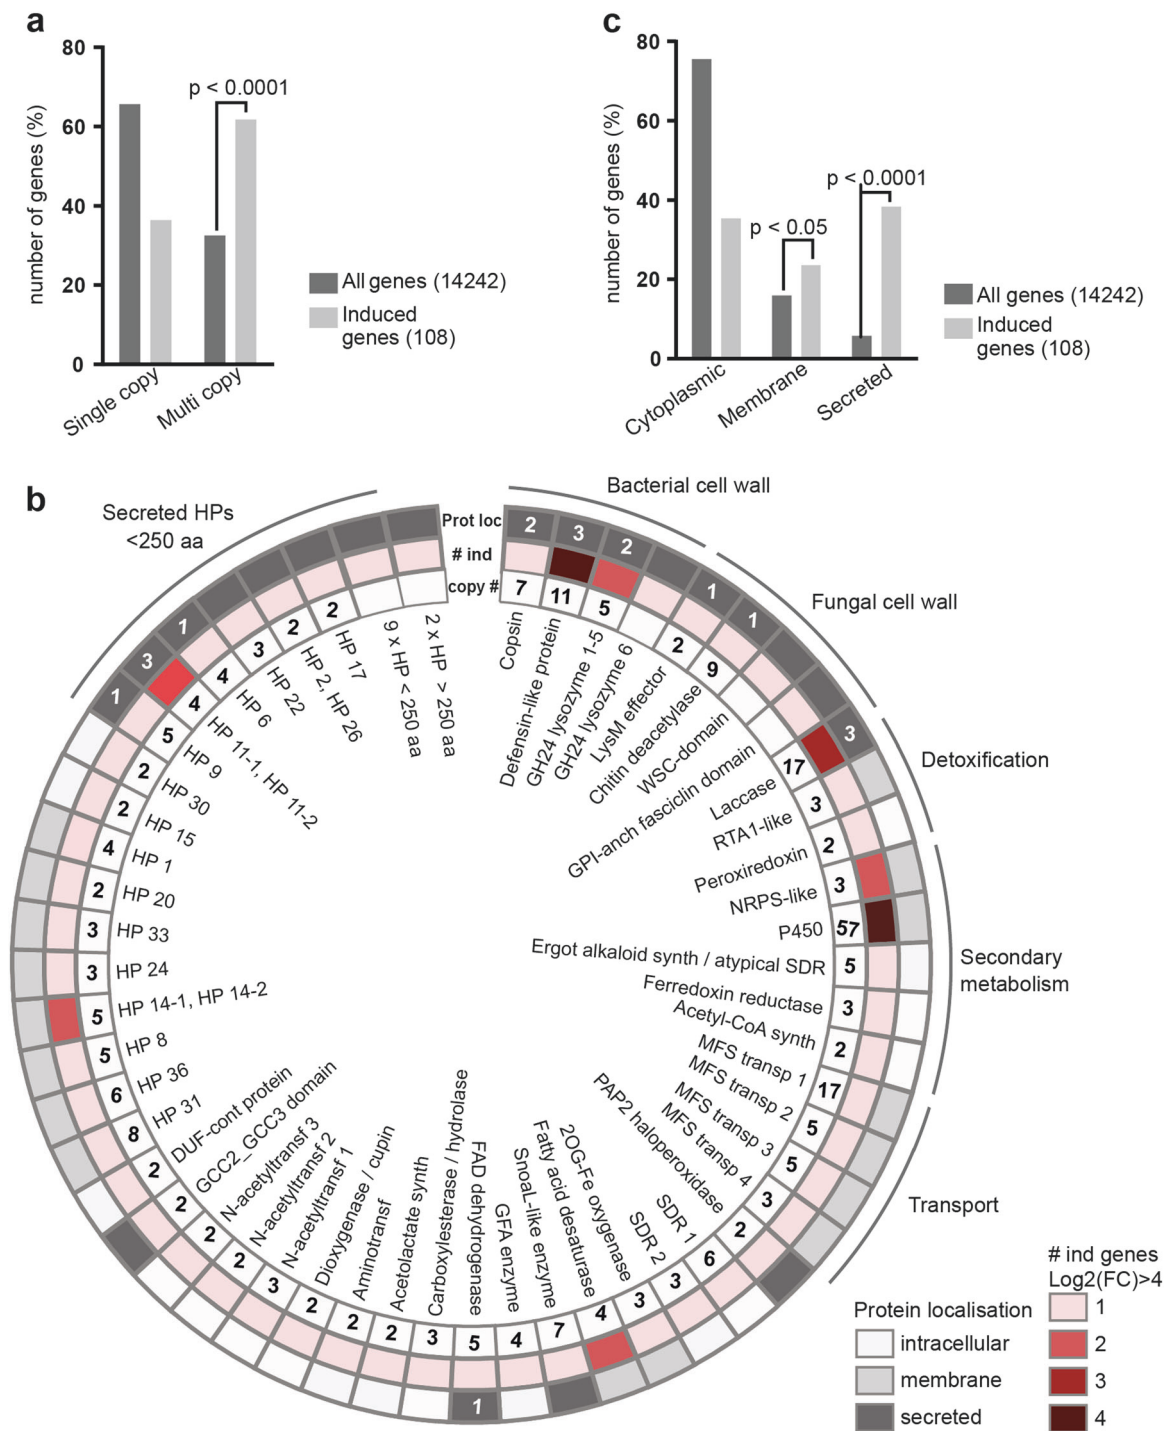 a
80
60
40
20
0
number of genes (%)
p < 0.0001
Single copy
Multi copy
All genes (14242)
Induced
genes (108)
c
80
60
40
20
0
number of genes (%)
p < 0.05
p < 0.0001
Cytoplasmic
Membrane
Secreted
All genes (14242)
Induced
genes (108)
b
Secreted HPs
<250 aa
Bacterial cell wall
Fungal cell wall
Detoxification
Secondary
metabolism
Transport
Prot loc
# ind
copy #
2
3
2
1
1
3
7 Copsin
11 Defensin-like protein
5 GH24 lysozyme 1-5
GH24 lysozyme 6
2 LysM effector
9 Chitin deacetylase
WSC-domain
GPI-anch fasciclin domain
17 Laccase
3 RTA1-like
2 Peroxiredoxin
3 NRPS-like
57 P450
5 Ergot alkaloid synth / atypical SDR
3 Ferredoxin reductase
2 Acetyl-CoA synth
17 MFS transp 1
5 MFS transp 2
5 MFS transp 3
3 MFS transp 4
2 PAP2 haloperoxidase
6 SDR 1
3 SDR 2
3 2OG-Fe oxygenase
4 Fatty acid desaturase
7 SnoaL-like enzyme
4 GFA enzyme
5 FAD dehydrogenase
1
3 Carboxylesterase / hydrolase
2 Acetolactate synth
2 Aminotransf
2 Dioxygenase / cupin
3 N-acetyltransf 1
2 N-acetyltransf 2
2 N-acetyltransf 3
2 GCC2_GCC3 domain
2 DUF-cont protein
8 HP 31
6 HP 36
5 HP 8
5 HP 14-1, HP 14-2
3 HP 24
3 HP 33
2 HP 20
4 HP 1
2 HP 15
2 HP 30
5 HP 9
4 HP 11-1, HP 11-2
4 HP 6
3 HP 22
2 HP 2, HP 26
2 HP 17
9 x HP < 250 aa
2 x HP > 250 aa
1
3
1
Protein localisation
intracellular
membrane
secreted
# ind genes
Log2(FC)>4
1
2
3
4